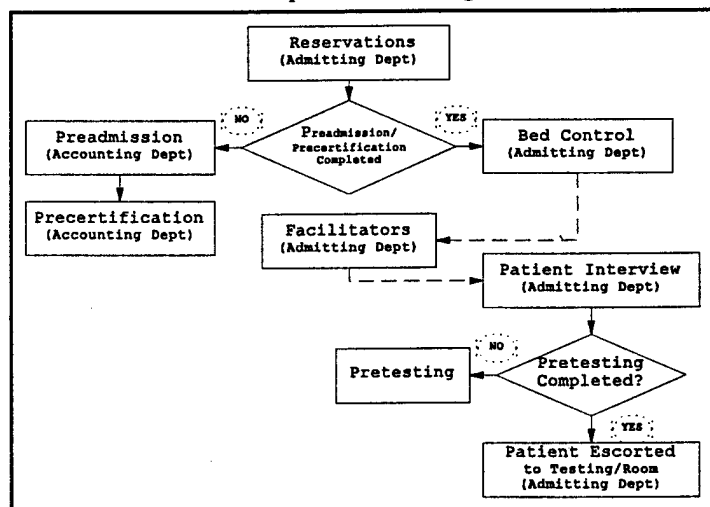 Reservations
(Admitting Dept)
NO
YES
Preadmission
(Accounting Dept)
Preadmission/
Precertification
Completed
Bed Control
(Admitting Dept)
Precertification
(Accounting Dept)
Facilitators
(Admitting Dept)
Patient Interview
(Admitting Dept)
NO
Pretesting
Pretesting
Completed?
YES
Patient Escorted
to Testing/Room
(Admitting Dept)